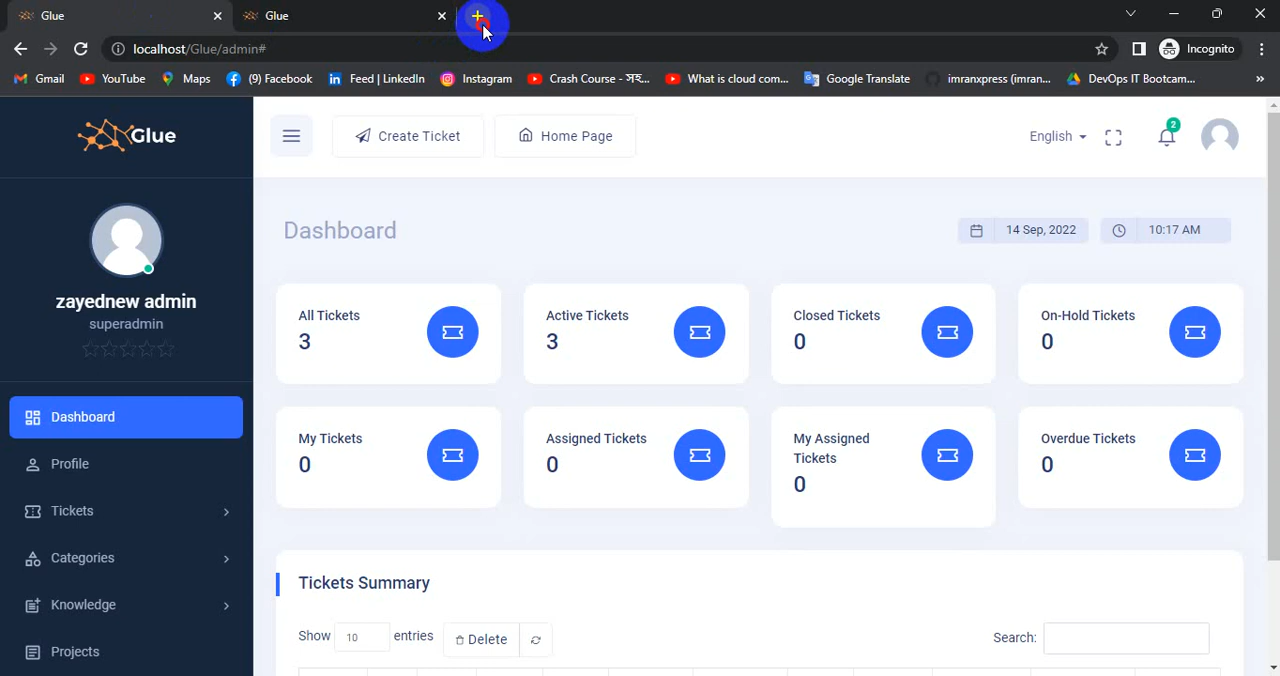 Glue
Glue
localhost/Glue/admin#
Incognito
Gmail
YouTube
Maps
(9) Facebook
Feed | LinkedIn
Instagram
Crash Course - সহ...
What is cloud com...
Google Translate
imranxpress (imran...
DevOps IT Bootcam...
»
Glue
Create Ticket
Home Page
English
2
zayednew admin
superadmin
Dashboard
14 Sep, 2022
10:17 AM
All Tickets
3
Active Tickets
3
Closed Tickets
0
On-Hold Tickets
0
My Tickets
0
Assigned Tickets
0
My Assigned
Tickets
0
Overdue Tickets
0
Dashboard
Profile
Tickets
Categories
Knowledge
Projects
Tickets Summary
Show 10 entries
Delete
Search: